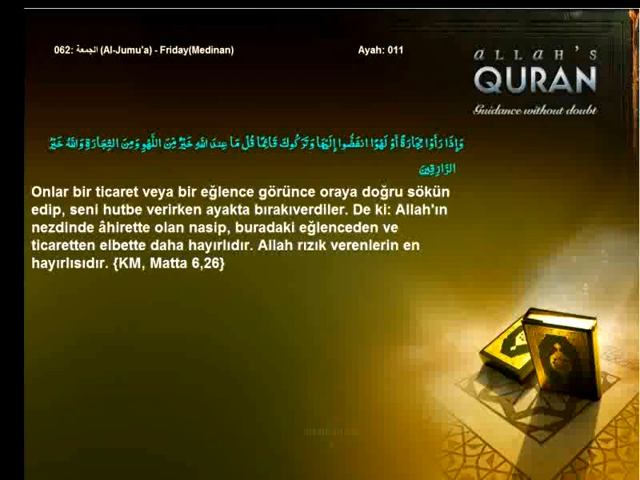 062: الجمعة (Al-Jumu'a) - Friday(Medinan)
Ayah: 011
ALLAH'S
QURAN
Guidance without doubt
وَإِذَا رَأَوْا تِجَارَةً أَوْ لَهْوًا انفَضُّوا إِلَيْهَا وَتَرَكُوكَ قَائِمًا قُلْ مَا عِندَ اللَّهِ خَيْرٌ مِّنَ اللَّهْوِ وَمِنَ التِّجَارَةِ وَاللَّهُ خَيْرُ
الرَّازِقِينَ
Onlar bir ticaret veya bir eğlence görünce oraya doğru sökün
edip, seni hutbe verirken ayakta bırakıverdiler. De ki: Allah'ın
nezdinde âhirette olan nasip, buradaki eğlenceden ve
ticaretten elbette daha hayırlıdır. Allah rızık verenlerin en
hayırlısıdır. {KM, Matta 6,26}